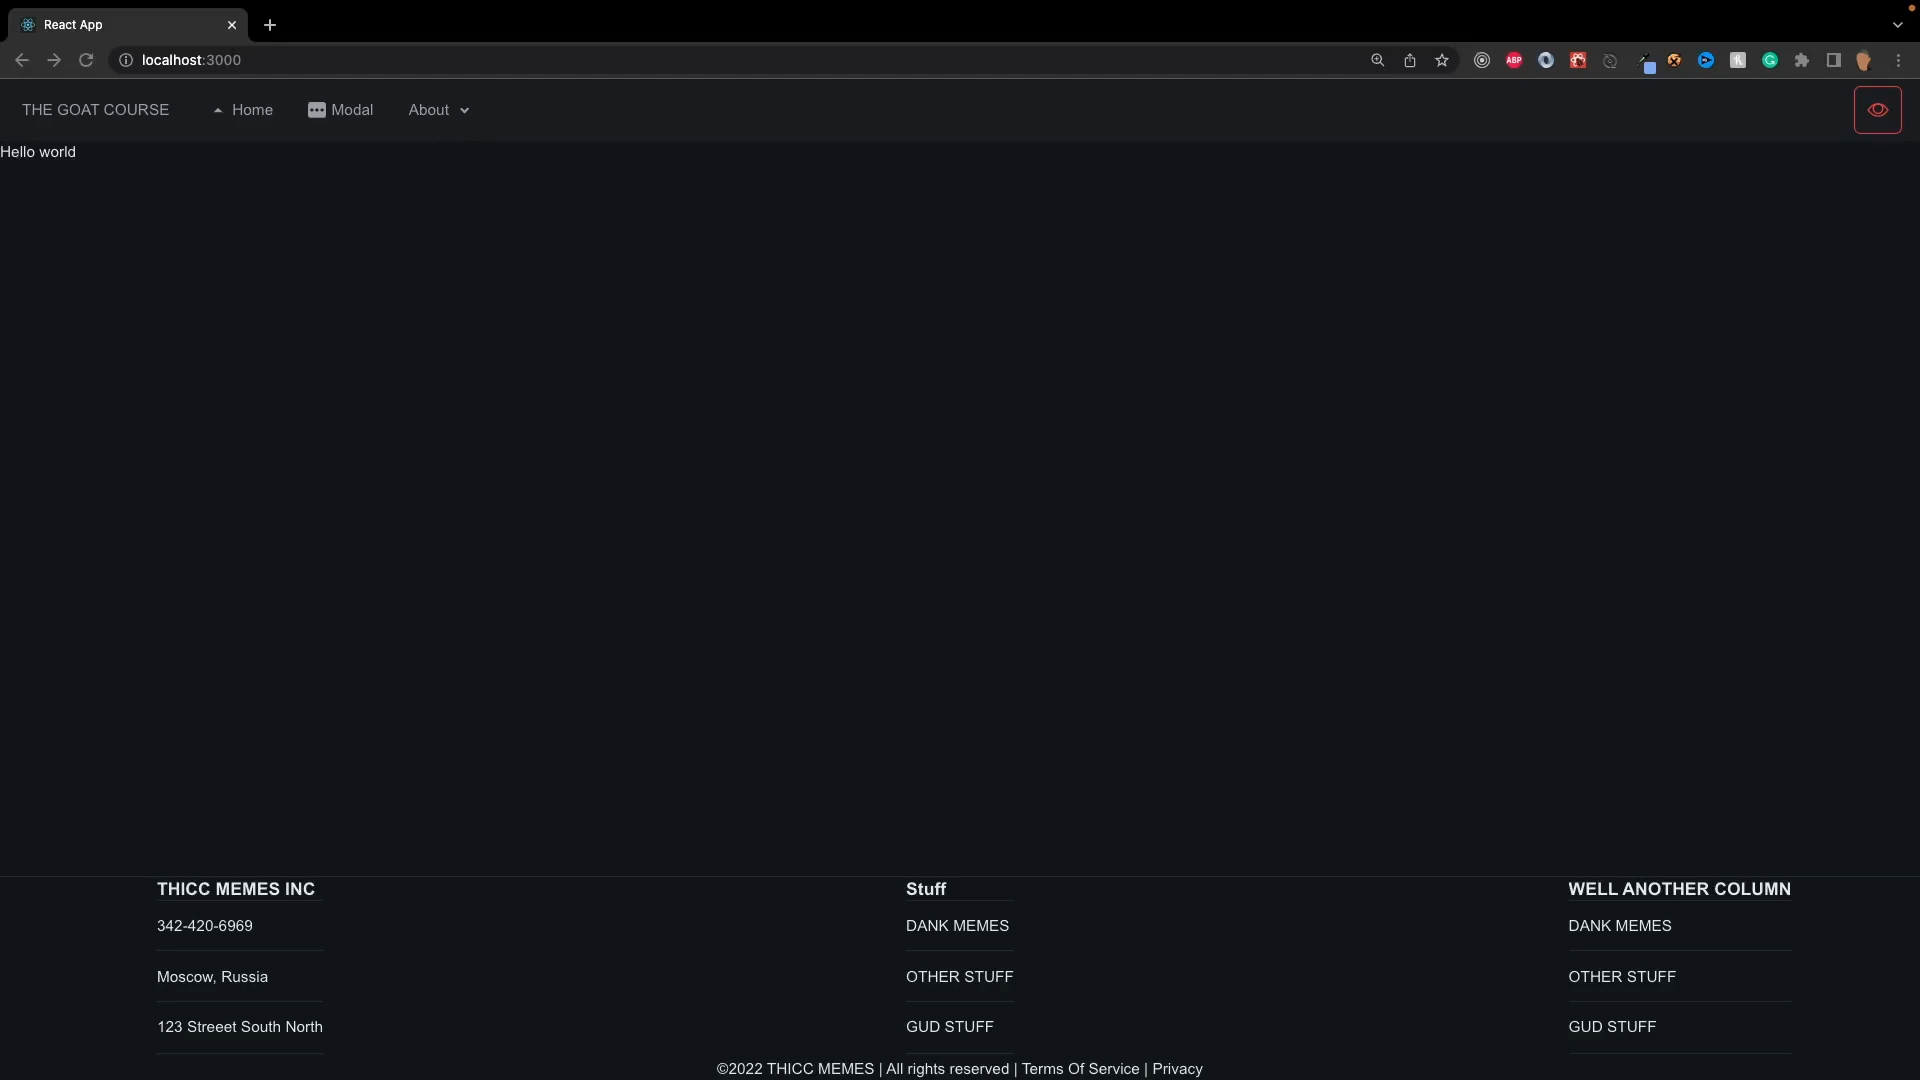 React App
localhost:3000
ABP
THE GOAT COURSE Home Modal About
Hello world
THICC MEMES INC
342-420-6969
Moscow, Russia
123 Streeet South North
Stuff
DANK MEMES
OTHER STUFF
GUD STUFF
WELL ANOTHER COLUMN
DANK MEMES
OTHER STUFF
GUD STUFF
©2022 THICC MEMES | All rights reserved | Terms Of Service | Privacy